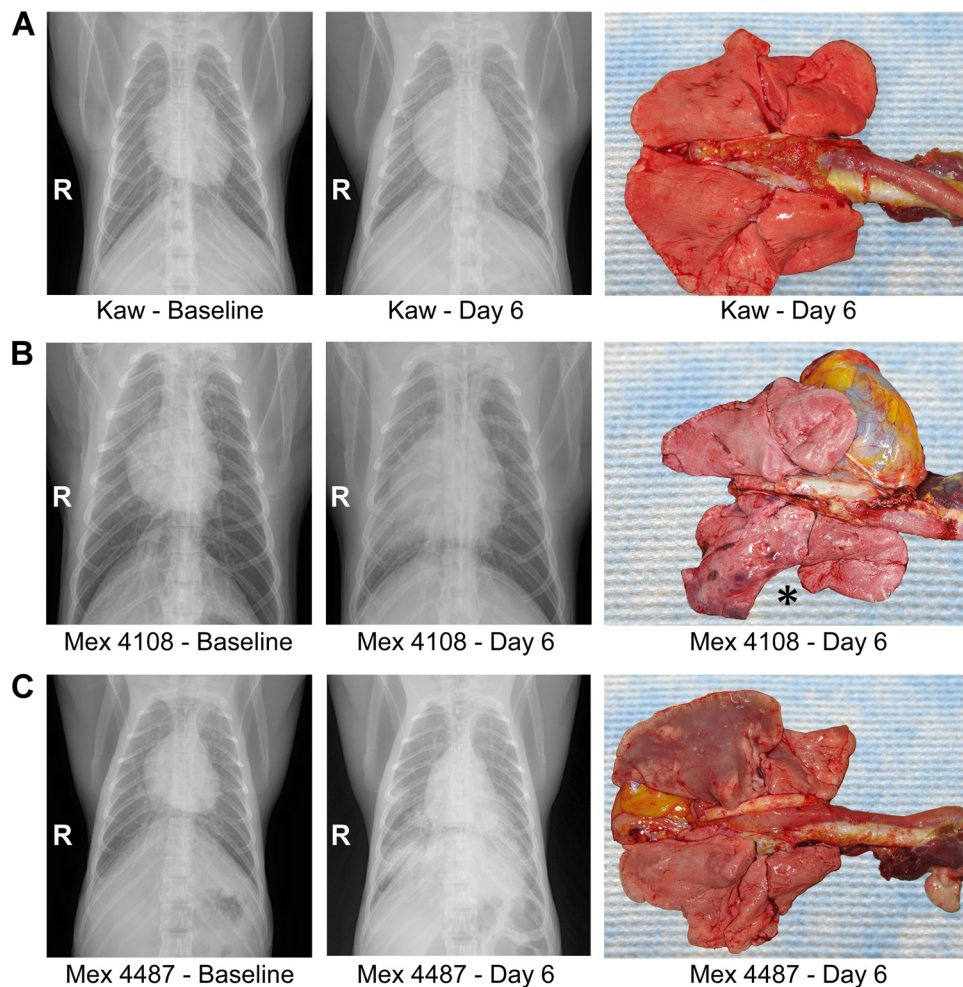 A
R
R
Kaw - Baseline
Kaw - Day 6
Kaw - Day 6
B
R
R
*
Mex 4108 - Baseline
Mex 4108 - Day 6
Mex 4108 - Day 6
C
R
R
Mex 4487 - Baseline
Mex 4487 - Day 6
Mex 4487 - Day 6